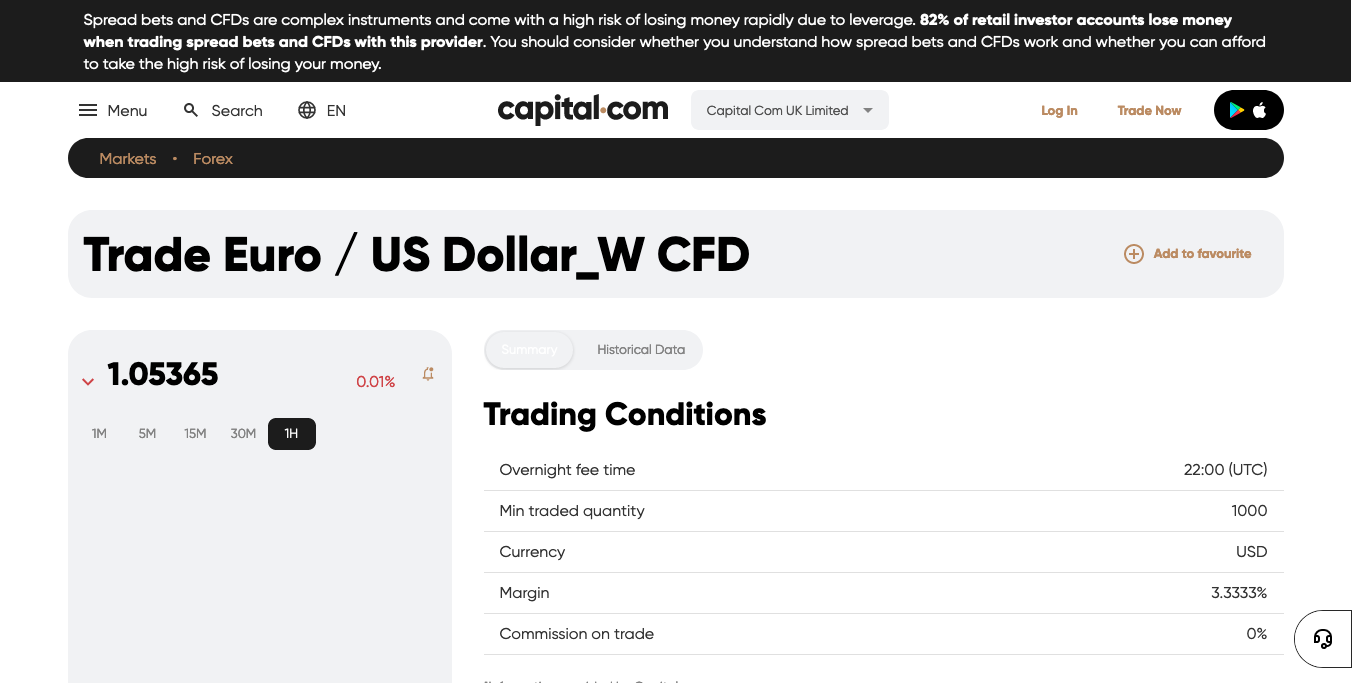 Spread bets and CFDs are complex instruments and come with a high risk of losing money rapidly due to leverage. 82% of retail investor accounts lose money
when trading spread bets and CFDs with this provider. You should consider whether you understand how spread bets and CFDs work and whether you can afford
to take the high risk of losing your money.
Menu Search EN capital.com Capital Com UK Limited Log In Trade Now
Markets • Forex
Trade Euro / US Dollar_W CFD Add to favourite
1.05365 0.01%
1M 5M 15M 30M 1H
Summary Historical Data
Trading Conditions
Overnight fee time 22:00 (UTC)
Min traded quantity 1000
Currency USD
Margin 3.3333%
Commission on trade 0%